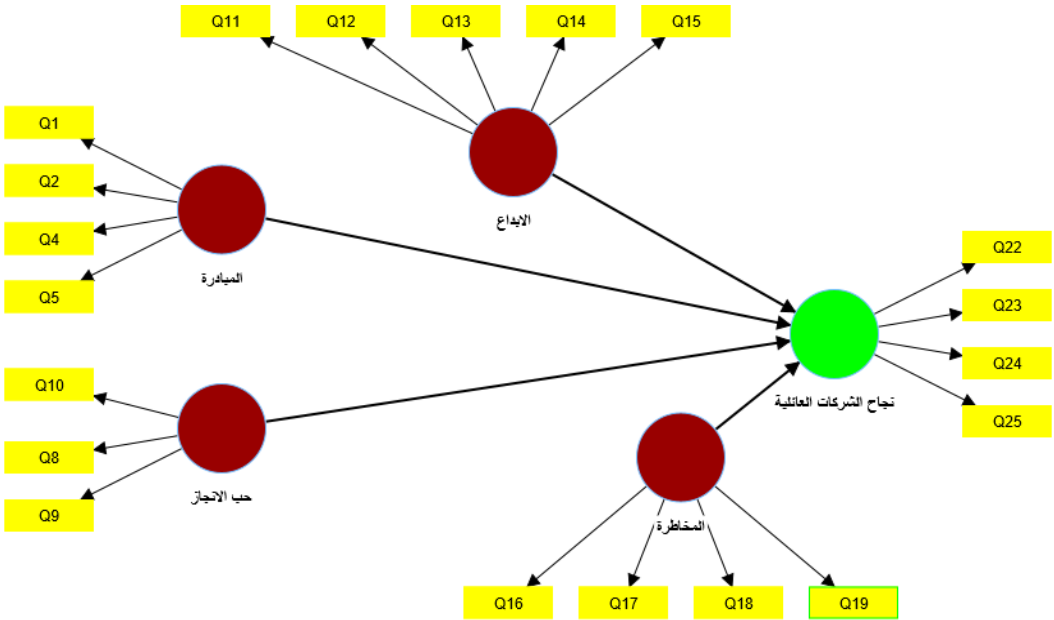 Q11
Q12
Q13
Q14
Q15
Q1
Q2
Q4
Q5
المبادرة
الابداع
Q22
Q23
Q24
Q25
نجاح الشركات العائلية
Q10
Q8
Q9
حب الانجاز
المخاطرة
Q16
Q17
Q18
Q19